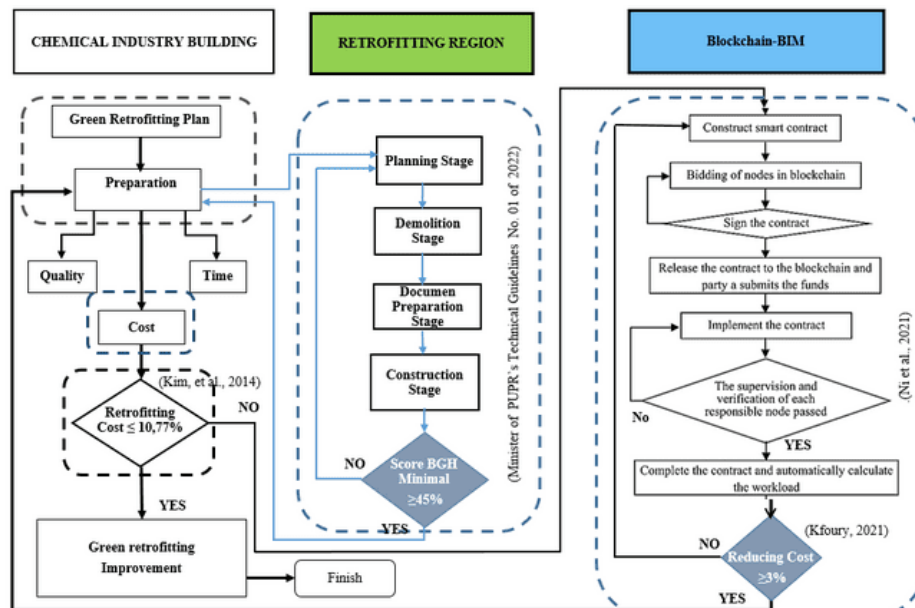 CHEMICAL INDUSTRY BUILDING
Green Retrofitting Plan
Preparation
Quality
Time
Cost
(Kim, et al., 2014)
Retrofitting
Cost ≤ 10,77%
NO
YES
Green retrofitting
Improvement
Finish
RETROFITTING REGION
Planning Stage
Demolition
Stage
Documen
Preparation
Stage
Construction
Stage
NO
Score BGH
Minimal
≥45%
YES
(Minister of PUPR`s Technical Guidelines No. 01 of 2022)
Blockchain-BIM
Construct smart contract
Bidding of nodes in blockchain
Sign the contract
Release the contract to the blockchain and
party a submits the funds
Implement the contract
The supervision and
verification of each
responsible node passed
No
YES
Complete the contract and automatically calculate
the workload
(Kfoury, 2021)
NO
Reducing Cost
≥3%
YES
(Ni et al., 2021)